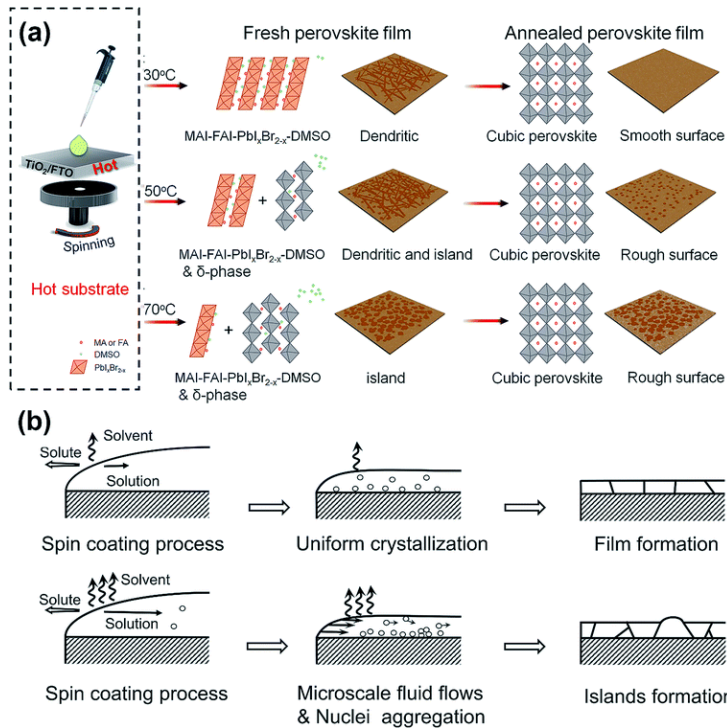 (a)
Fresh perovskite film
Annealed perovskite film
TiO₂/FTO
Hot
Spinning
Hot substrate
MA or FA
DMSO
PbIₓBr₂₋ₓ
30°C
MAI-FAI-PbIₓBr₂₋ₓ-DMSO
Dendritic
Cubic perovskite
Smooth surface
50°C
MAI-FAI-PbIₓBr₂₋ₓ-DMSO
& δ-phase
Dendritic and island
Cubic perovskite
Rough surface
70°C
MAI-FAI-PbIₓBr₂₋ₓ-DMSO
& δ-phase
island
Cubic perovskite
Rough surface
(b)
Solvent
Solute
Solution
Spin coating process
Uniform crystallization
Film formation
Solvent
Solute
Solution
Spin coating process
Microscale fluid flows
& Nuclei aggregation
Islands formation